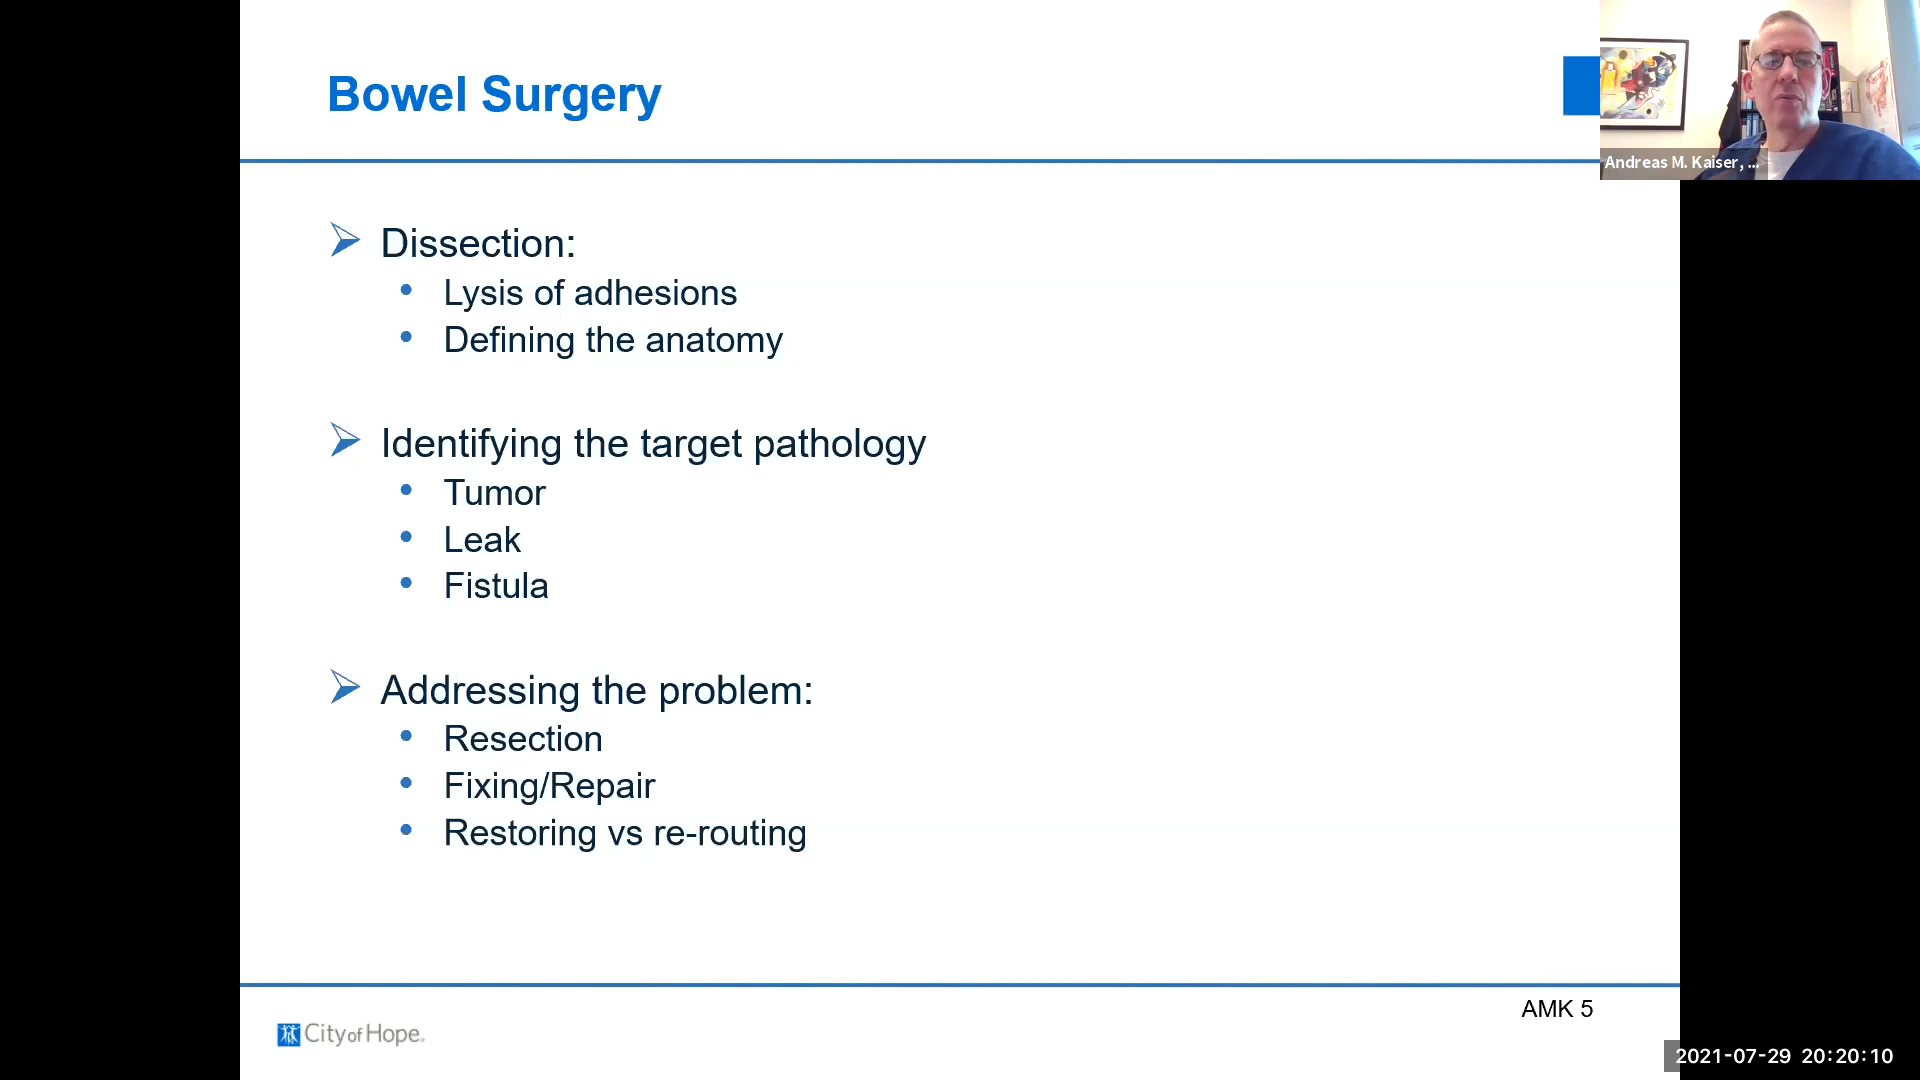 Bowel Surgery
Andreas M. Kaiser, ...
Dissection:
Lysis of adhesions
Defining the anatomy
Identifying the target pathology
Tumor
Leak
Fistula
Addressing the problem:
Resection
Fixing/Repair
Restoring vs re-routing
AMK 5
City of Hope
2021-07-29 20:20:10